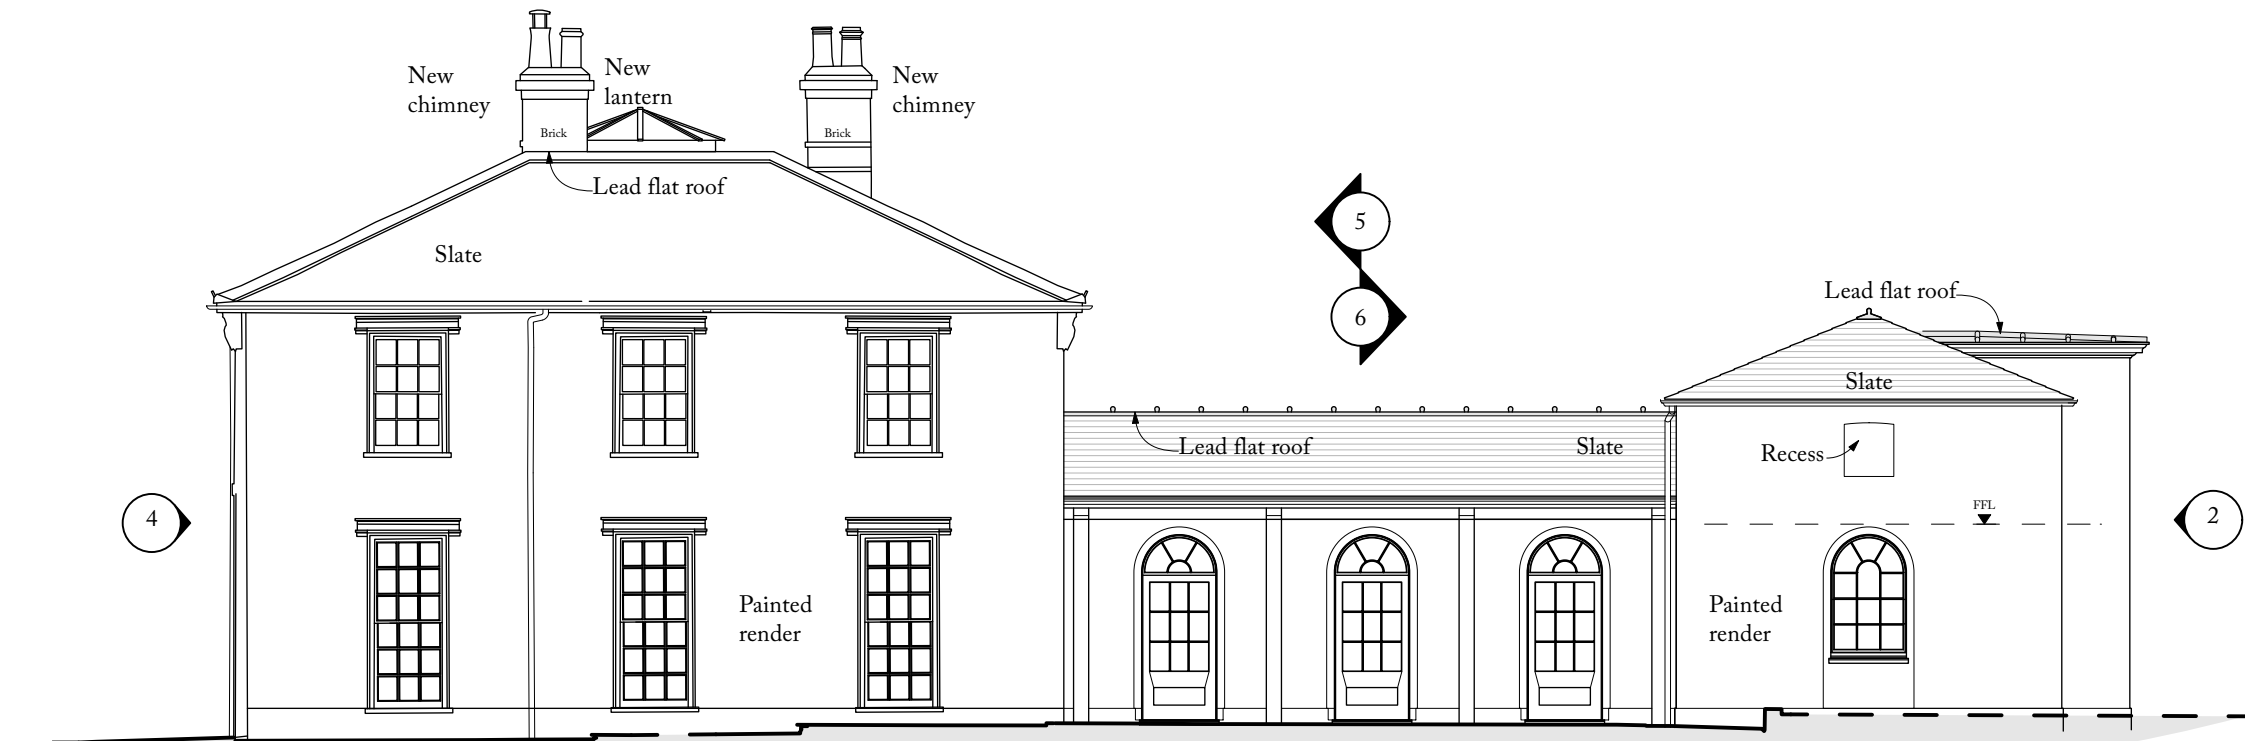 New
chimney
New
lantern
New
chimney
Brick
Brick
Lead flat roof
Slate
5
6
Lead flat roof
Slate
Lead flat roof
Slate
Recess
FFL
4
2
Painted
render
Painted
render